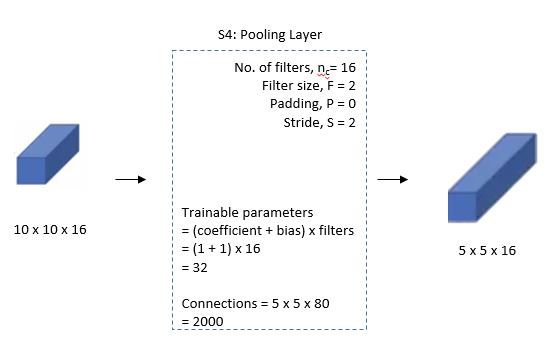 S4: Pooling Layer
No. of filters, nc= 16
Filter size, F = 2
Padding, P = 0
Stride, S = 2
10 x 10 x 16
Trainable parameters
= (coefficient + bias) x filters
= (1 + 1) x 16
= 32
Connections = 5 x 5 x 80
= 2000
5 x 5 x 16